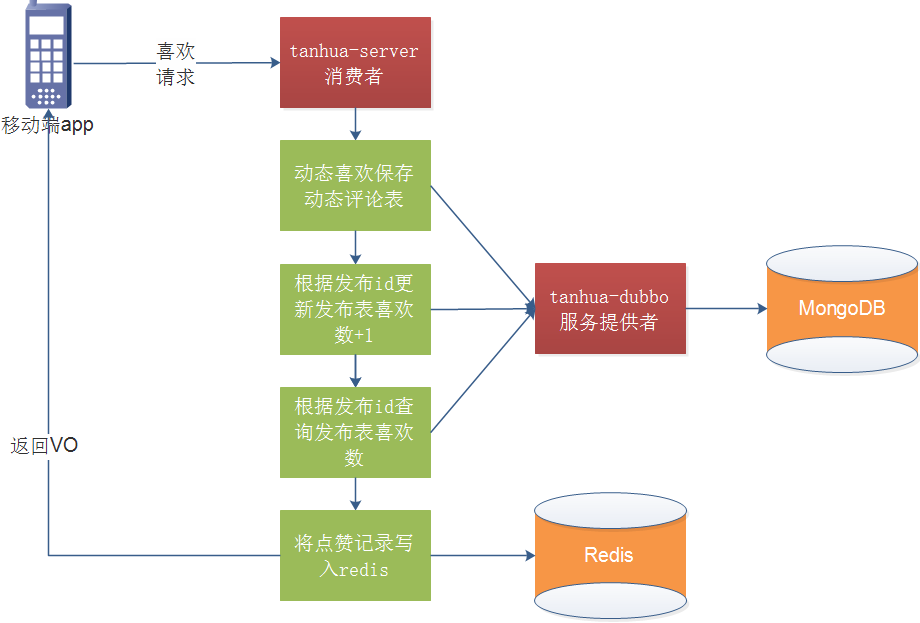 喜欢
请求
移动端app
tanhua-server
消费者
动态喜欢保存
动态评论表
根据发布id更
新发布表喜欢
数+1
tanhua-dubbo
服务提供者
MongoDB
根据发布id查
询发布表喜欢
数
返回VO
将点赞记录写
入redis
Redis